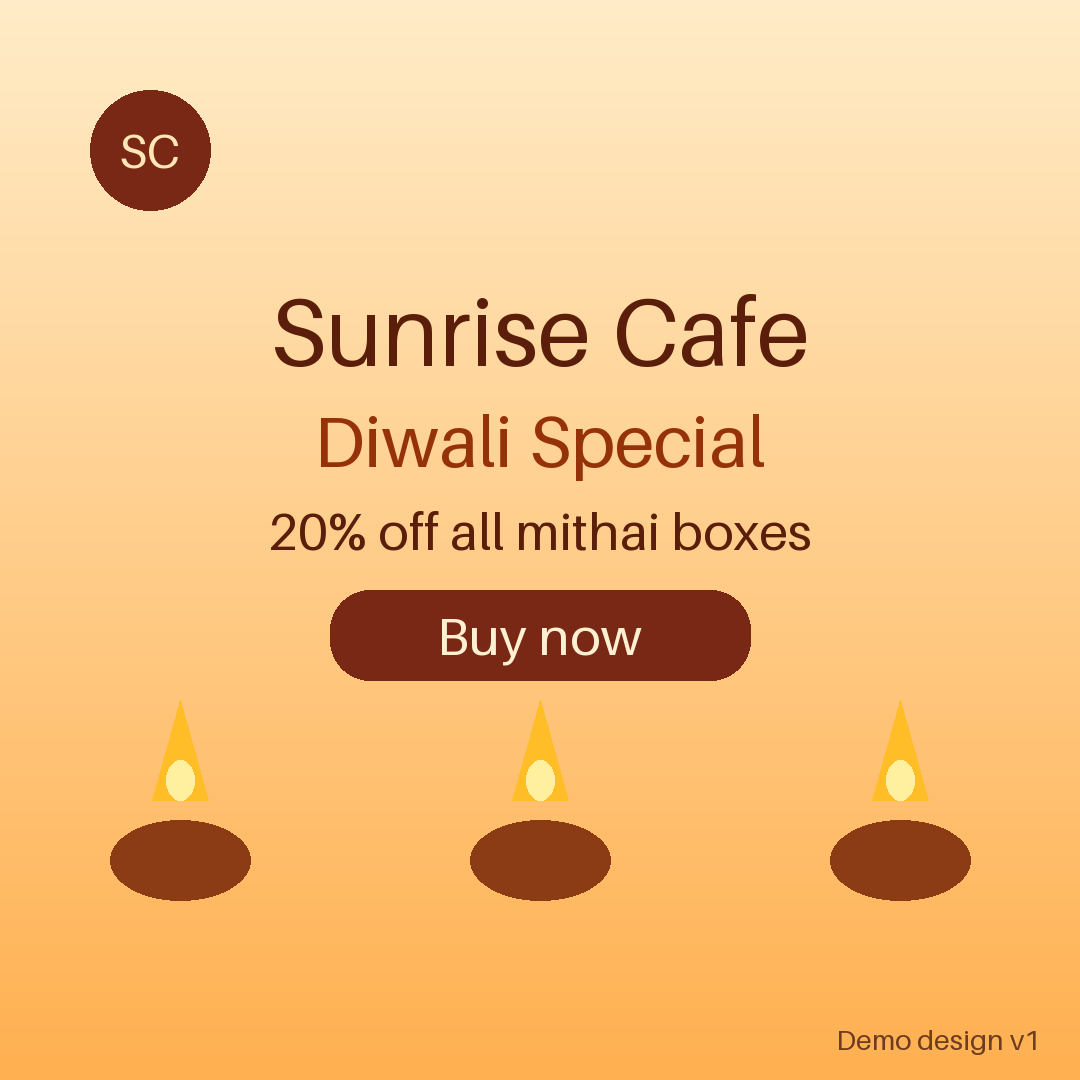 SC
Sunrise Cafe
Diwali Special
20% off all mithai boxes
Buy now
Demo design v1